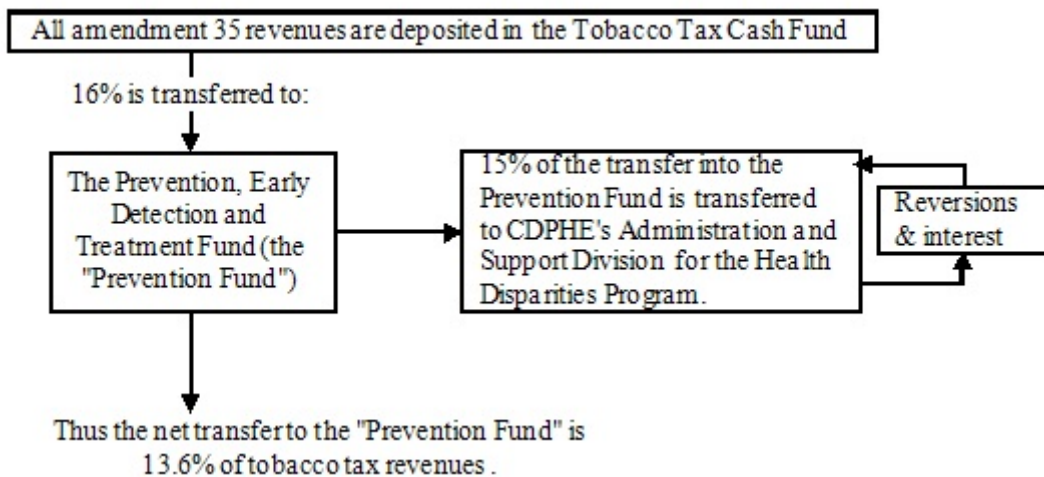 All amendment 35 revenues are deposited in the Tobacco Tax Cash Fund
16% is transferred to:
The Prevention, Early
Detection and
Treatment Fund (the
"Prevention Fund")
15% of the transfer into the
Prevention Fund is transferred
to CDPHE's Administration and
Support Division for the Health
Disparities Program.
Reversions
& interest
Thus the net transfer to the "Prevention Fund" is
13.6% of tobacco tax revenues .